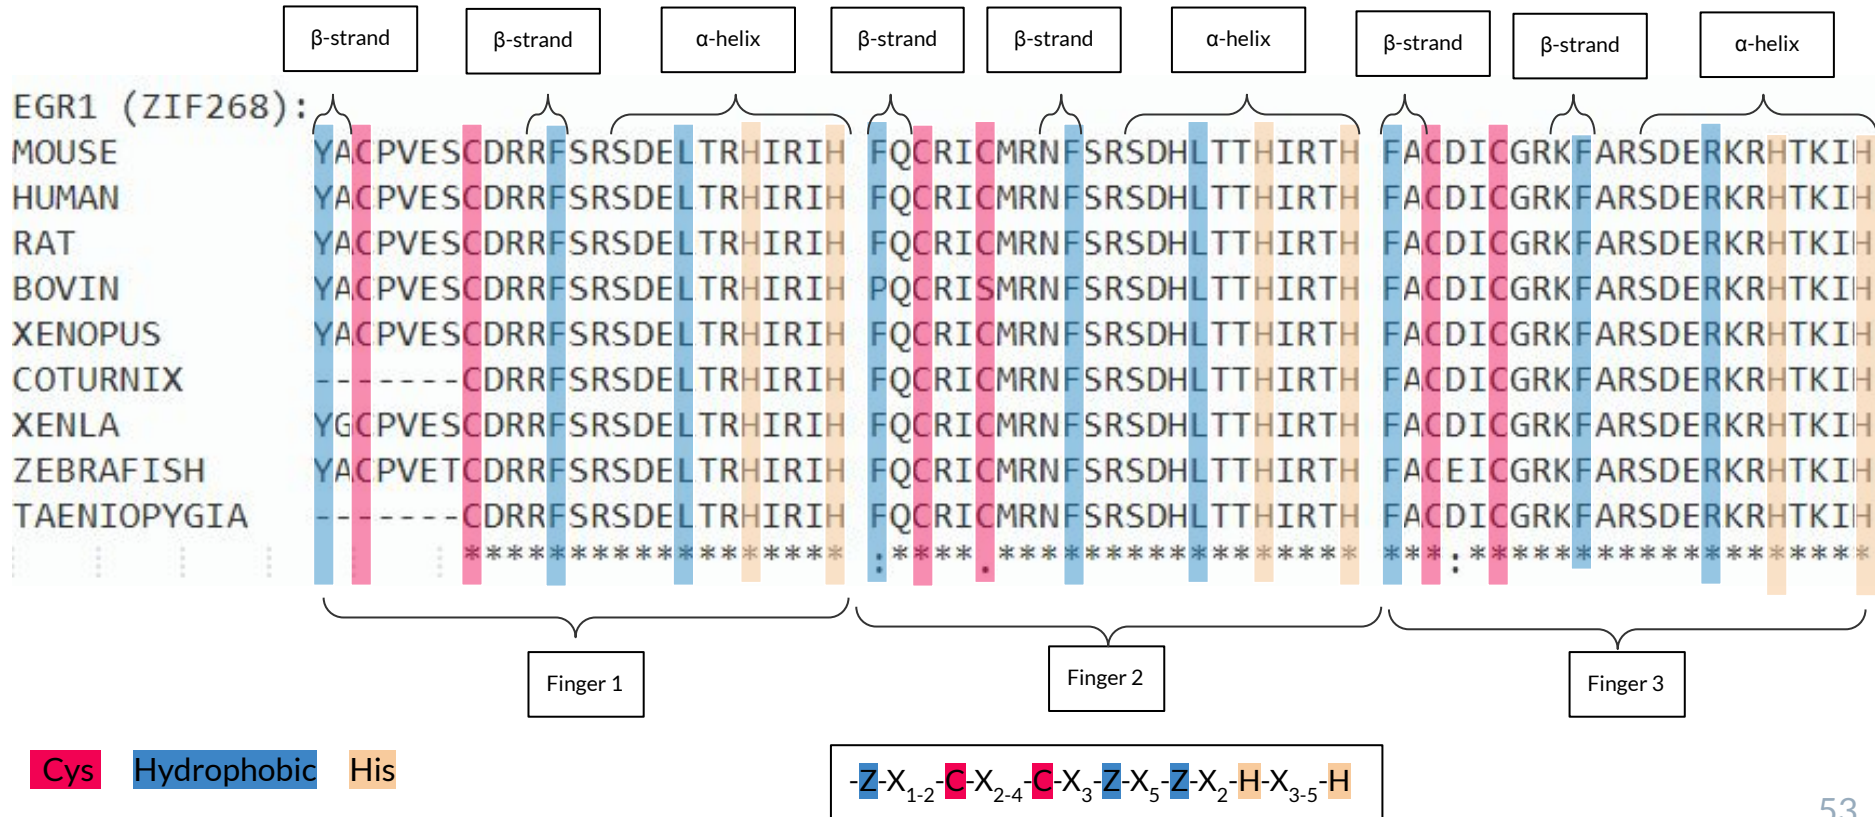 β-strand β-strand α-helix β-strand β-strand α-helix β-strand β-strand α-helix
EGR1 (ZIF268):
MOUSE YACPVESCDRRFSRSDELTRHIRIH FQCRICMRNFSRSDHLTTHIRTH FACDICGRKFARSDERKRHTKIH
HUMAN YACPVESCDRRFSRSDELTRHIRIH FQCRICMRNFSRSDHLTTHIRTH FACDICGRKFARSDERKRHTKIH
RAT YACPVESCDRRFSRSDELTRHIRIH FQCRICMRNFSRSDHLTTHIRTH FACDICGRKFARSDERKRHTKIH
BOVIN YACPVESCDRRFSRSDELTRHIRIH PQCRISMRNFSRSDHLTTHIRTH FACDICGRKFARSDERKRHTKIH
XENOPUS YACPVESCDRRFSRSDELTRHIRIH FQCRICMRNFSRSDHLTTHIRTH FACDICGRKFARSDERKRHTKIH
COTURNIX -------CDRRFSRSDELTRHIRIH FQCRICMRNFSRSDHLTTHIRTH FACDICGRKFARSDERKRHTKIH
XENLA YGCPVESCDRRFSRSDELTRHIRIH FQCRICMRNFSRSDHLTTHIRTH FACDICGRKFARSDERKRHTKIH
ZEBRAFISH YACPVETCDRRFSRSDELTRHIRIH FQCRICMRNFSRSDHLTTHIRTH FACEICGRKFARSDERKRHTKIH
TAENIOPYGIA -------CDRRFSRSDELTRHIRIH FQCRICMRNFSRSDHLTTHIRTH FACDICGRKFARSDERKRHTKIH
****************** :****.***************** ***:*******************
Finger 1 Finger 2 Finger 3
Cys Hydrophobic His
-Z-X1-2-C-X2-4-C-X3-Z-X5-Z-X2-H-X3-5-H
53